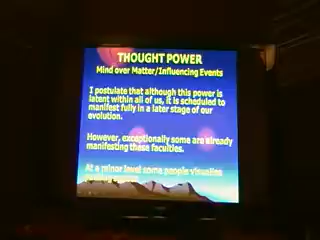 THOUGHT POWER
Mind over Matter/Influencing Events
I postulate that although this power is
latent within all of us, it is scheduled to
manifest fully in a later stage of our
evolution.
However, exceptionally some are already
manifesting these faculties.
At a minor level some people visualise